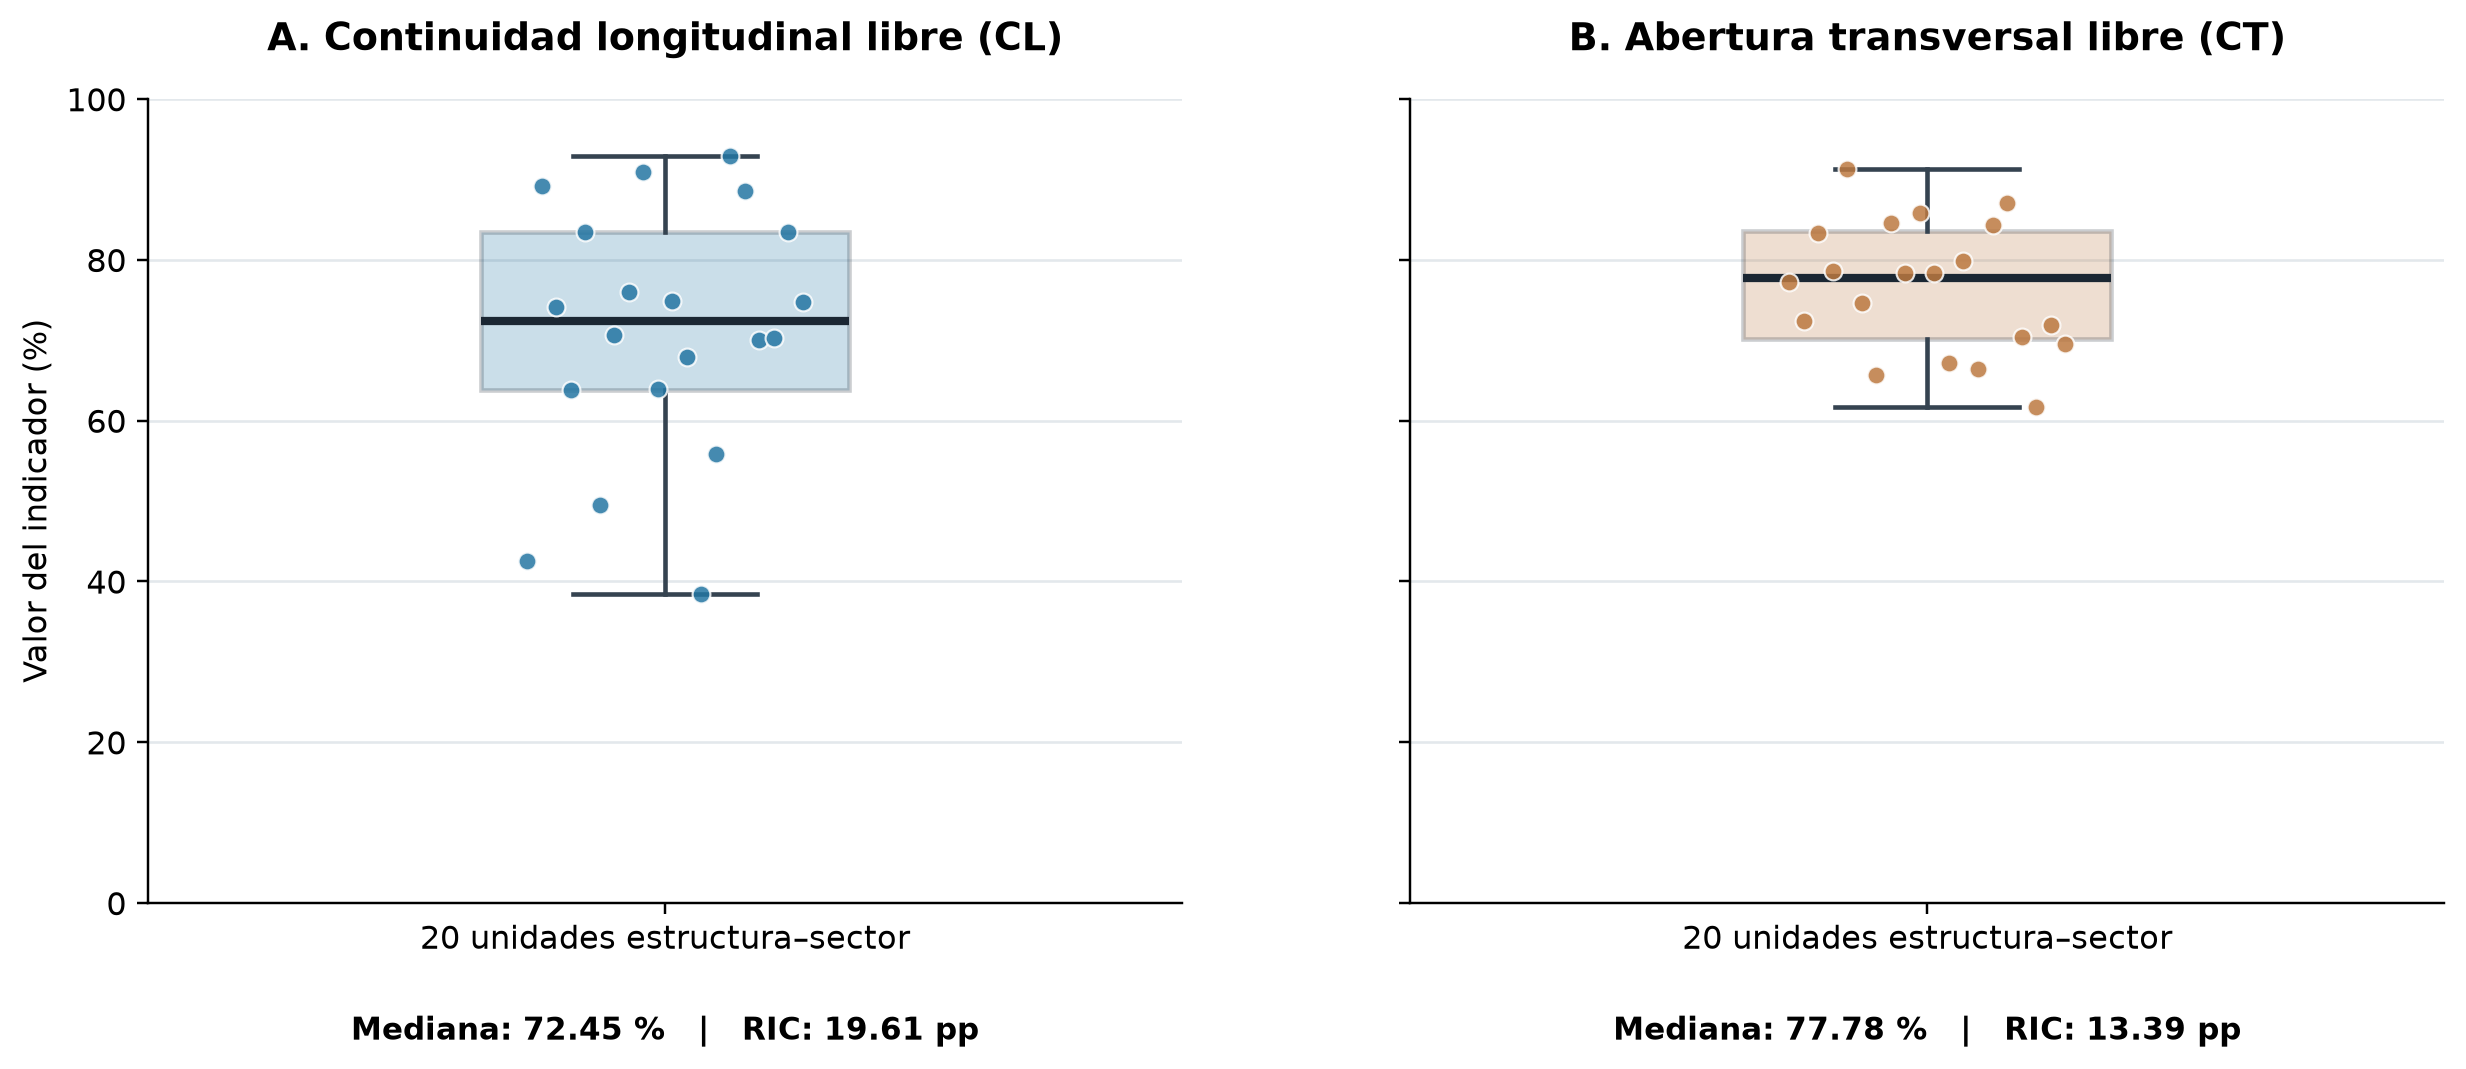 A. Continuidad longitudinal libre (CL)
B. Abertura transversal libre (CT)
Valor del indicador (%)
100
80
60
40
20
0
20 unidades estructura–sector
20 unidades estructura–sector
Mediana: 72.45 % | RIC: 19.61 pp
Mediana: 77.78 % | RIC: 13.39 pp